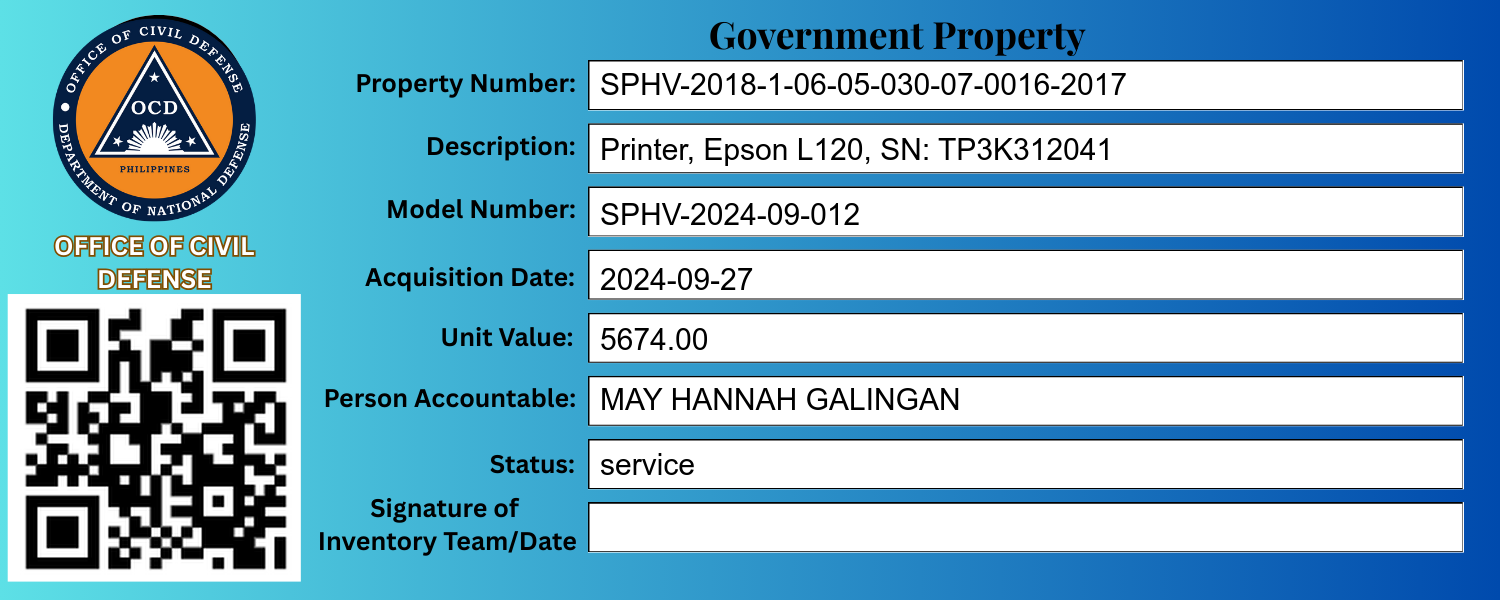 OFFICE OF CIVIL DEFENSE
OCD
PHILIPPINES
DEPARTMENT OF NATIONAL DEFENSE
OFFICE OF CIVIL
DEFENSE
Government Property
Property Number: SPHV-2018-1-06-05-030-07-0016-2017
Description: Printer, Epson L120, SN: TP3K312041
Model Number: SPHV-2024-09-012
Acquisition Date: 2024-09-27
Unit Value: 5674.00
Person Accountable: MAY HANNAH GALINGAN
Status: service
Signature of
Inventory Team/Date